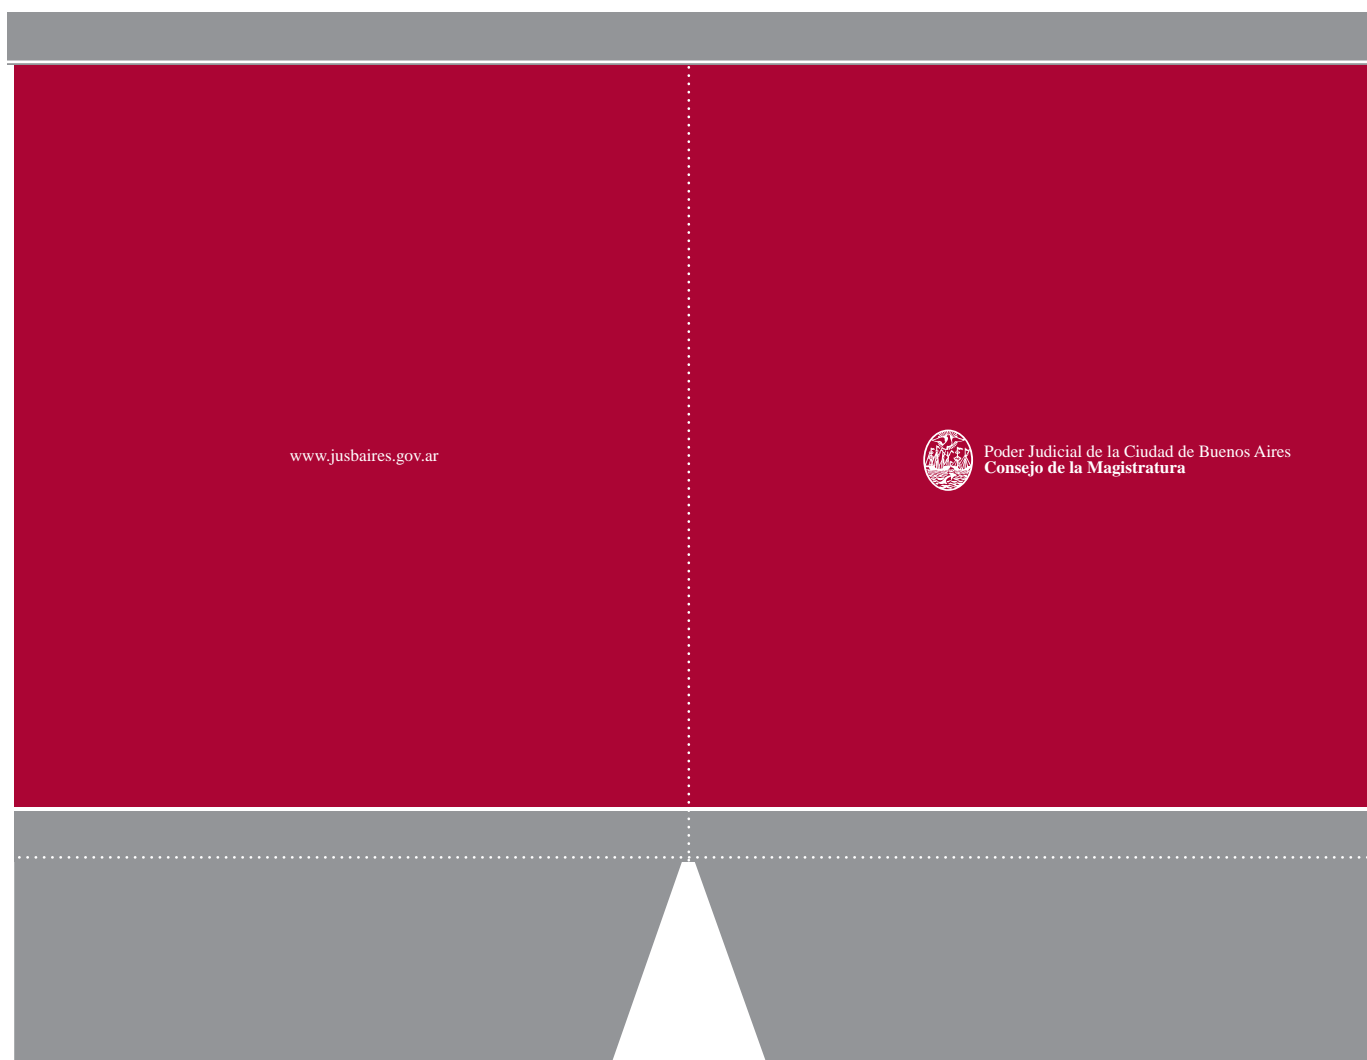 www.jusbaires.gov.ar
Poder Judicial de la Ciudad de Buenos Aires
Consejo de la Magistratura